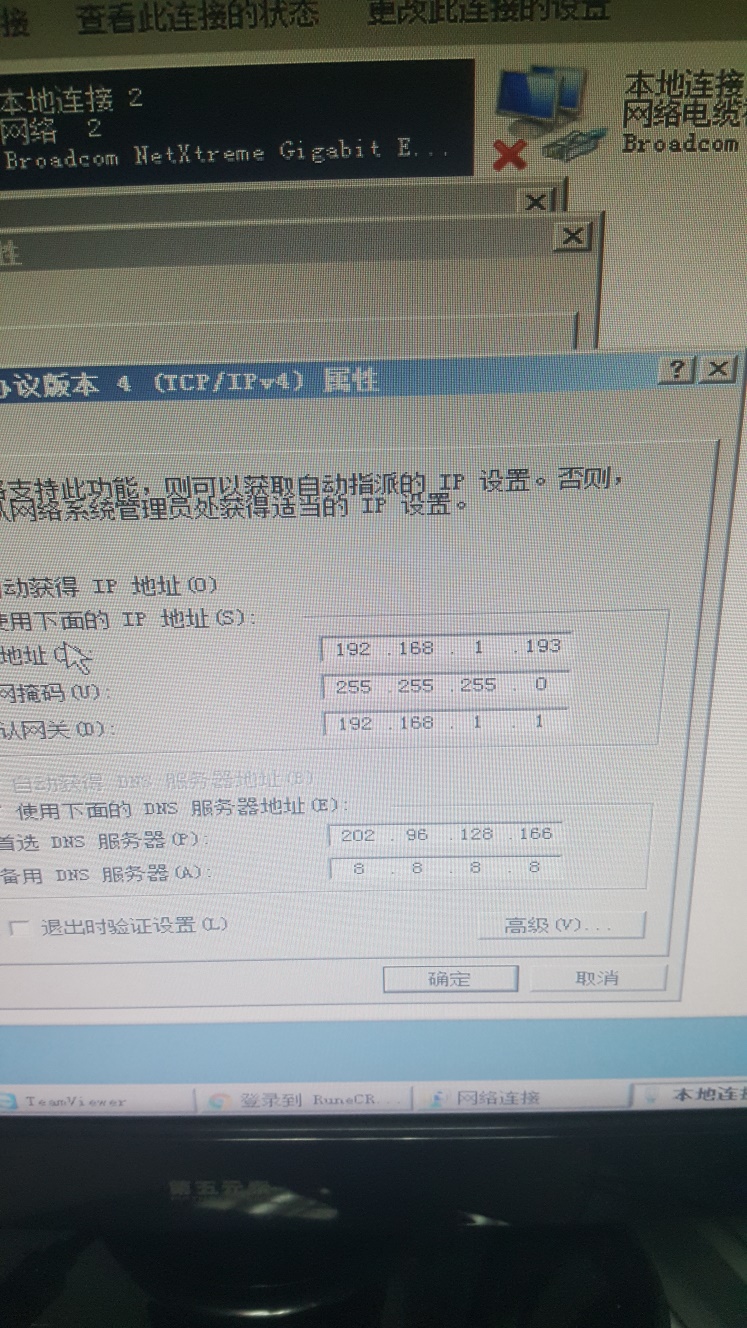 接 查看此连接的状态 更改此连接的设置
本地连接 2
网络 2
Broadcom NetXtreme Gigabit E...
本地连接
网络电缆
Broadcom
性
协议版本 4 (TCP/IPv4) 属性
支持此功能，则可以获取自动指派的 IP 设置。否则，
从网络系统管理员处获得适当的 IP 设置。
动获得 IP 地址(O)
使用下面的 IP 地址(S):
地址
网掩码(U):
认网关(D):
192 . 168 . 1 . 193
255 . 255 . 255 . 0
192 . 168 . 1 . 1
自动获得 DNS 服务器地址(B)
使用下面的 DNS 服务器地址(E):
首选 DNS 服务器(P):
202 . 96 . 128 . 166
备用 DNS 服务器(A):
8 . 8 . 8 . 8
退出时验证设置(L)
高级(V)...
确定
取消
TeamViewer
登录到 RuneCR...
网络连接
本地连接